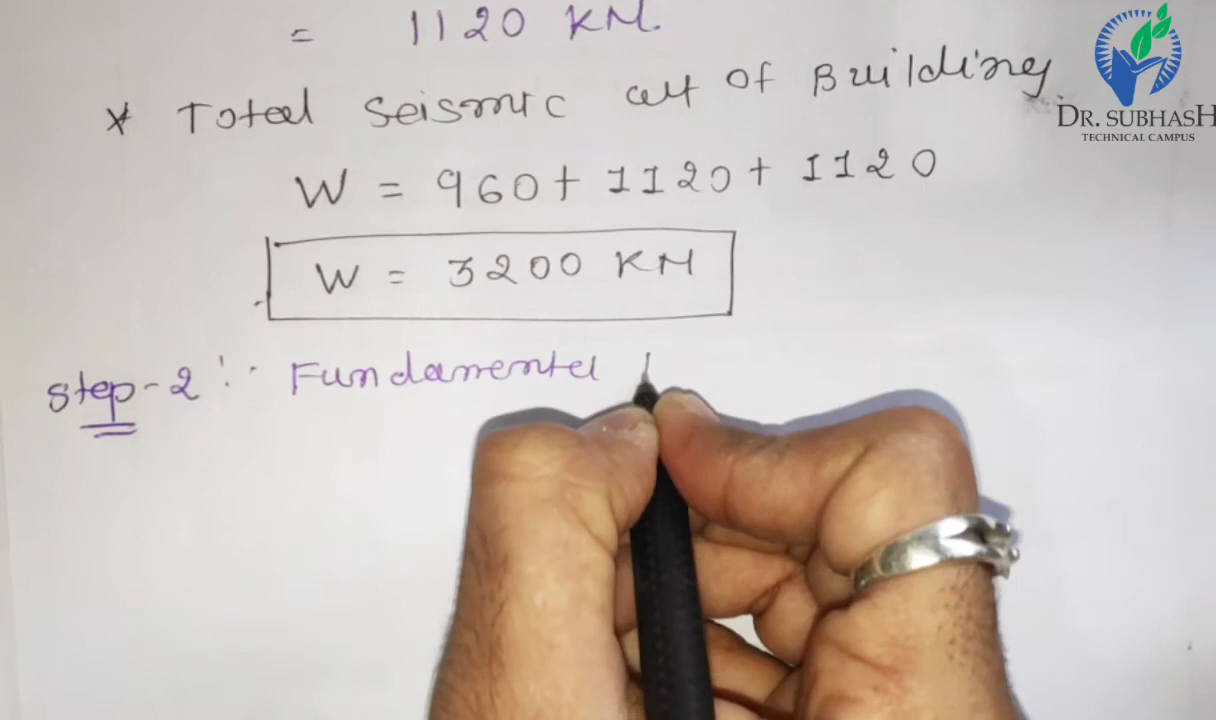 = 1120 KN.
* Total Seismic wt of Building
W = 960 + 1120 + 1120
W = 3200 KN
Step-2 :- Fundamental
DR. SUBHASH
TECHNICAL CAMPUS